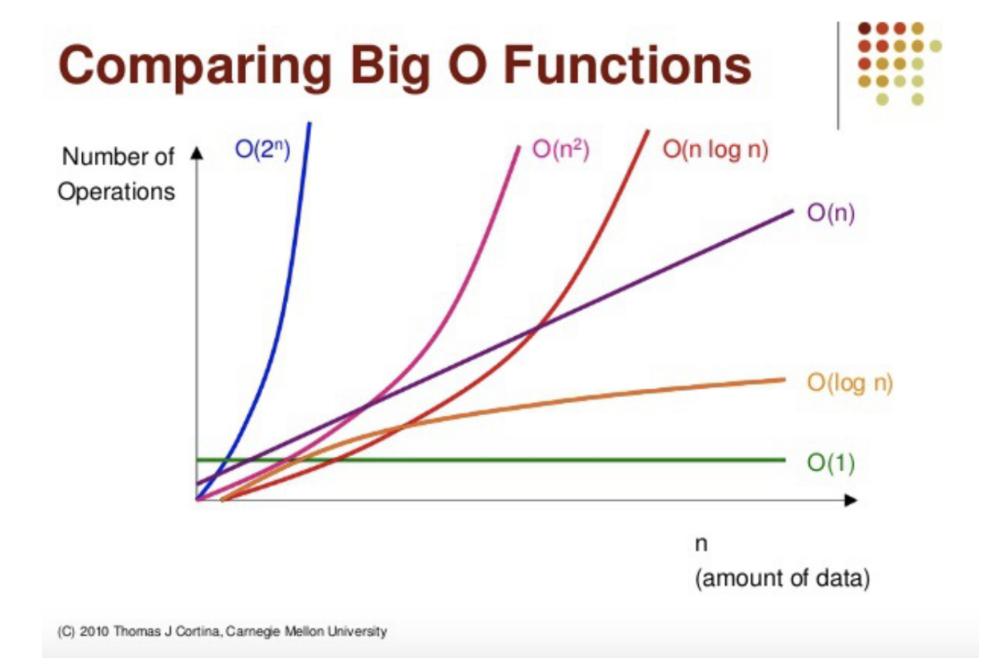 Comparing Big O Functions
Number of
Operations
O(2ⁿ)
O(n²)
O(n log n)
O(n)
O(log n)
O(1)
n
(amount of data)
(C) 2010 Thomas J Cortina, Carnegie Mellon University